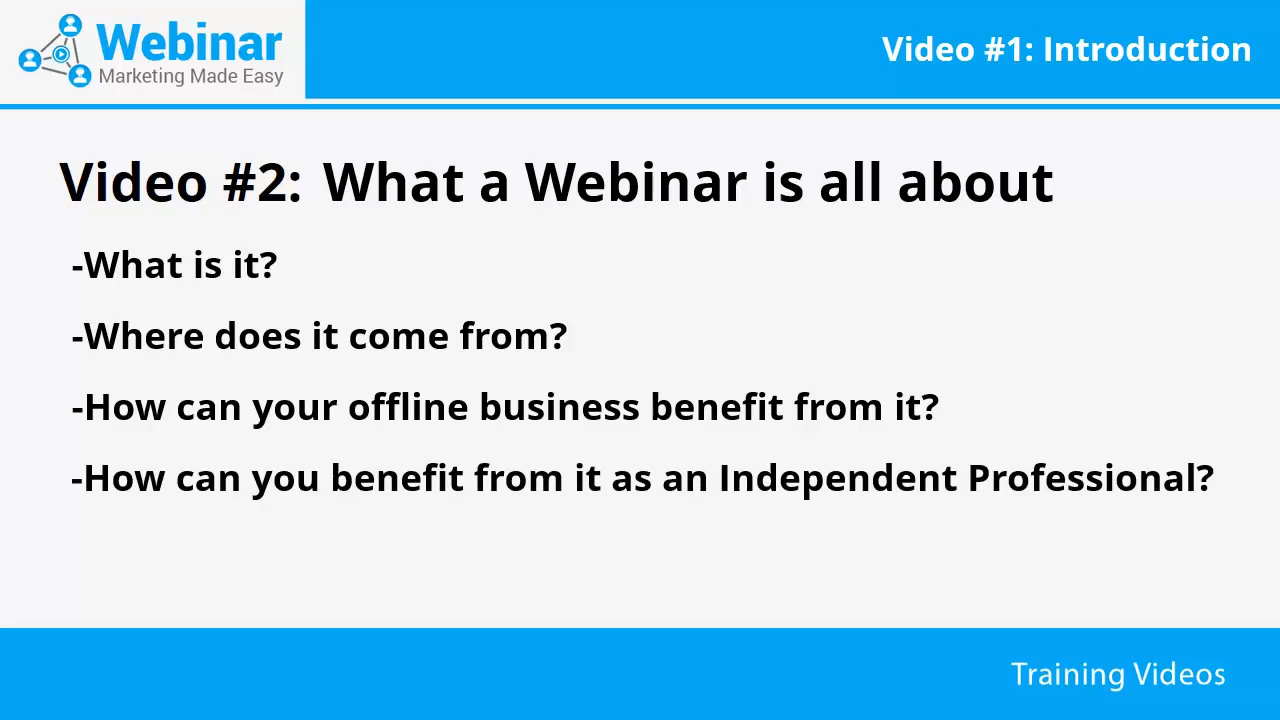 Webinar
Marketing Made Easy
Video #1: Introduction
Video #2: What a Webinar is all about
-What is it?
-Where does it come from?
-How can your offline business benefit from it?
-How can you benefit from it as an Independent Professional?
Training Videos